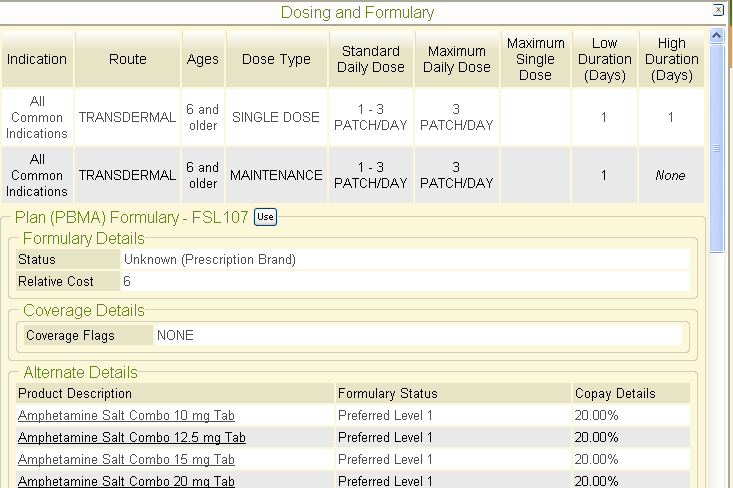 Dosing and Formulary
Indication Route Ages Dose Type Standard Daily Dose Maximum Daily Dose Maximum Single Dose Low Duration (Days) High Duration (Days)
All Common Indications TRANSDERMAL 6 and older SINGLE DOSE 1 - 3 PATCH/DAY 3 PATCH/DAY 1 1
All Common Indications TRANSDERMAL 6 and older MAINTENANCE 1 - 3 PATCH/DAY 3 PATCH/DAY 1 None
Plan (PBMA) Formulary - FSL107 Use
Formulary Details
Status Unknown (Prescription Brand)
Relative Cost 6
Coverage Details
Coverage Flags NONE
Alternate Details
Product Description Formulary Status Copay Details
Amphetamine Salt Combo 10 mg Tab Preferred Level 1 20.00%
Amphetamine Salt Combo 12.5 mg Tab Preferred Level 1 20.00%
Amphetamine Salt Combo 15 mg Tab Preferred Level 1 20.00%
Amphetamine Salt Combo 20 mg Tab Preferred Level 1 20.00%